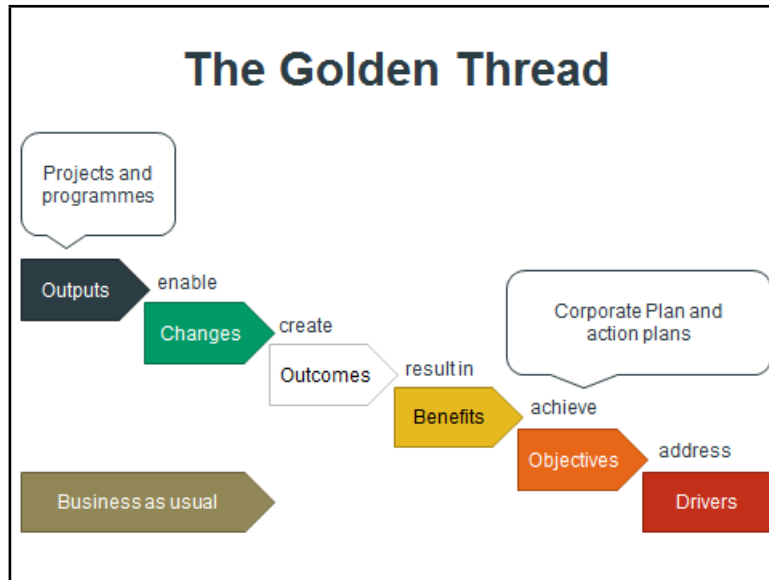 The Golden Thread
Projects and
programmes
Outputs
enable
Changes
create
Outcomes
result in
Benefits
Corporate Plan and
action plans
achieve
Objectives
address
Drivers
Business as usual